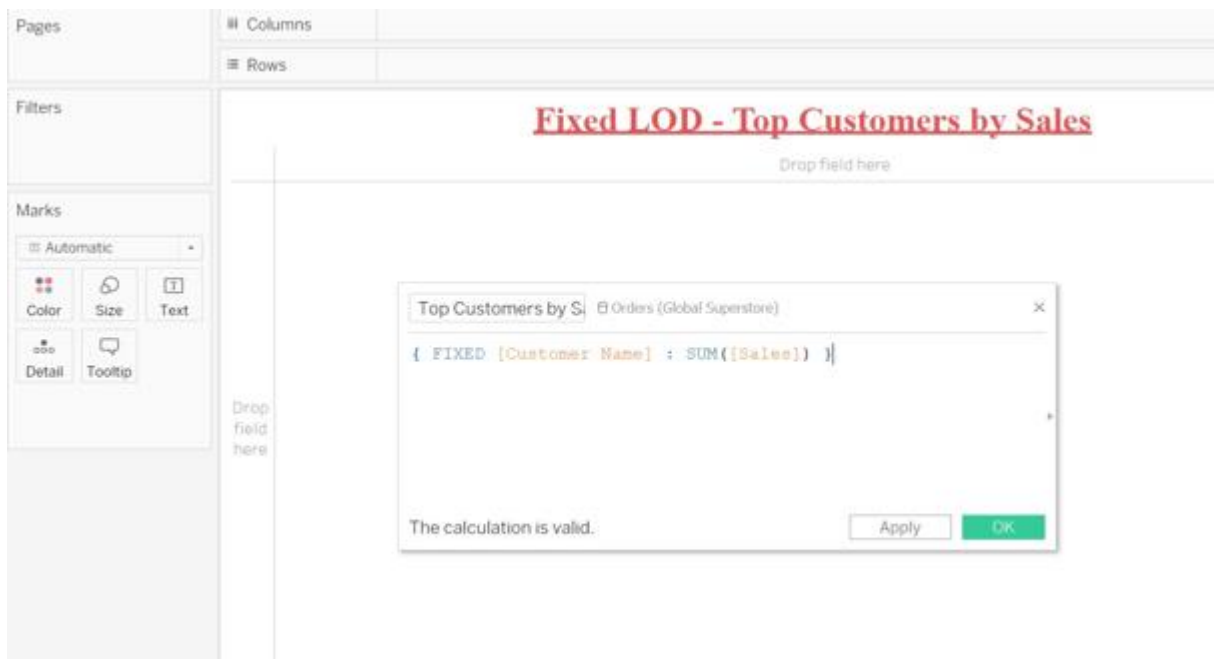 Pages
Columns
Rows
Filters
Fixed LOD - Top Customers by Sales
Drop field here
Marks
Automatic
Color Size Text
Detail Tooltip
Top Customers by Sa Orders (Global Superstore)
{ FIXED [Customer Name] : SUM([Sales]) }
Drop
field
here
The calculation is valid.
Apply OK